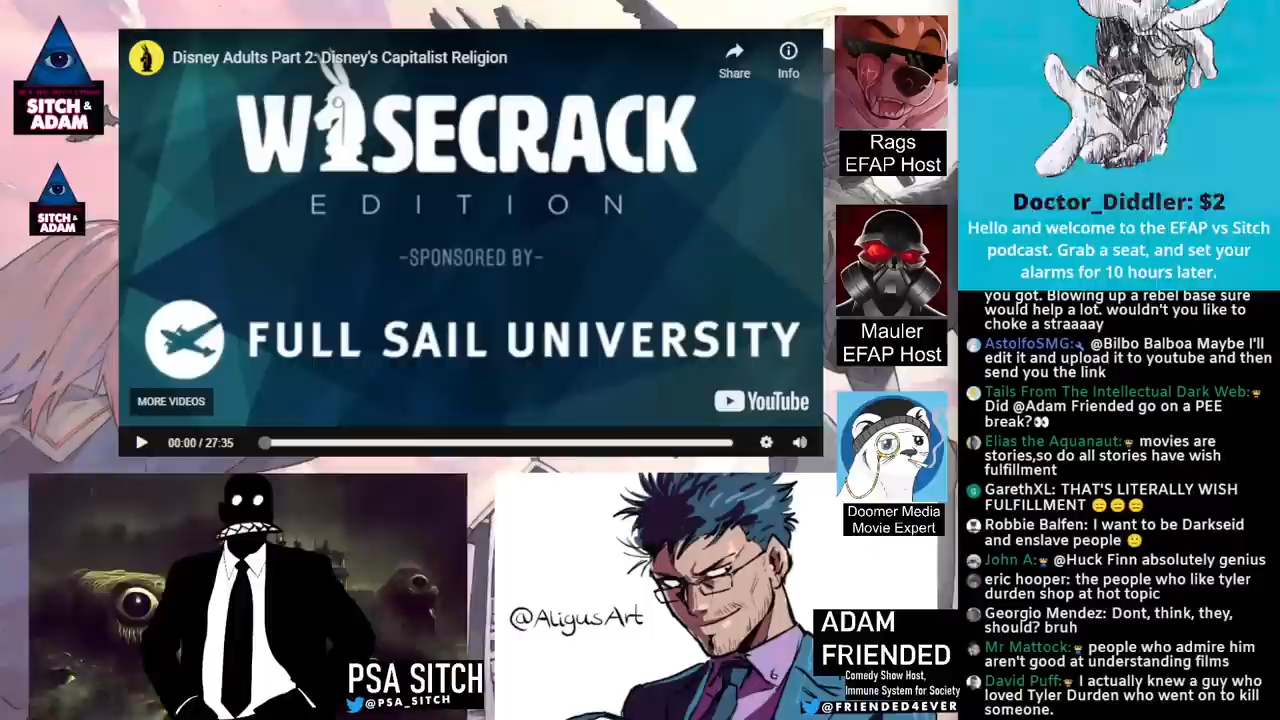 SITCH &
ADAM
SITCH &
ADAM
Disney Adults Part 2: Disney's Capitalist Religion
Share
Info
WISECRACK
EDITION
-SPONSORED BY-
FULL SAIL UNIVERSITY
MORE VIDEOS
YouTube
00:00 / 27:35
Rags
EFAP Host
Mauler
EFAP Host
Doomer Media
Movie Expert
PSA SITCH
@PSA_SITCH
@AligusArt
ADAM
FRIENDED
Comedy Show Host,
Immune System for Society
@FRIENDED4EVER
Doctor_Diddler: $2
Hello and welcome to the EFAP vs Sitch
podcast. Grab a seat, and set your
alarms for 10 hours later.
you got. Blowing up a rebel base sure
would help a lot. wouldn't you like to
choke a straaaay
AstolfoSMG: @Bilbo Balboa Maybe I'll
edit it and upload it to youtube and then
send you the link
Tails From The Intellectual Dark Web:
Did @Adam Friended go on a PEE
break?👀
Elias the Aquanaut: movies are
stories,so do all stories have wish
fulfillment
GarethXL: THAT'S LITERALLY WISH
FULFILLMENT 😑😑😑
Robbie Balfen: I want to be Darkseid
and enslave people 🙂
John A: @Huck Finn absolutely genius
eric hooper: the people who like tyler
durden shop at hot topic
Georgio Mendez: Dont, think, they,
should? bruh
Mr Mattock: people who admire him
aren't good at understanding films
David Puff: I actually knew a guy who
loved Tyler Durden who went on to kill
someone.